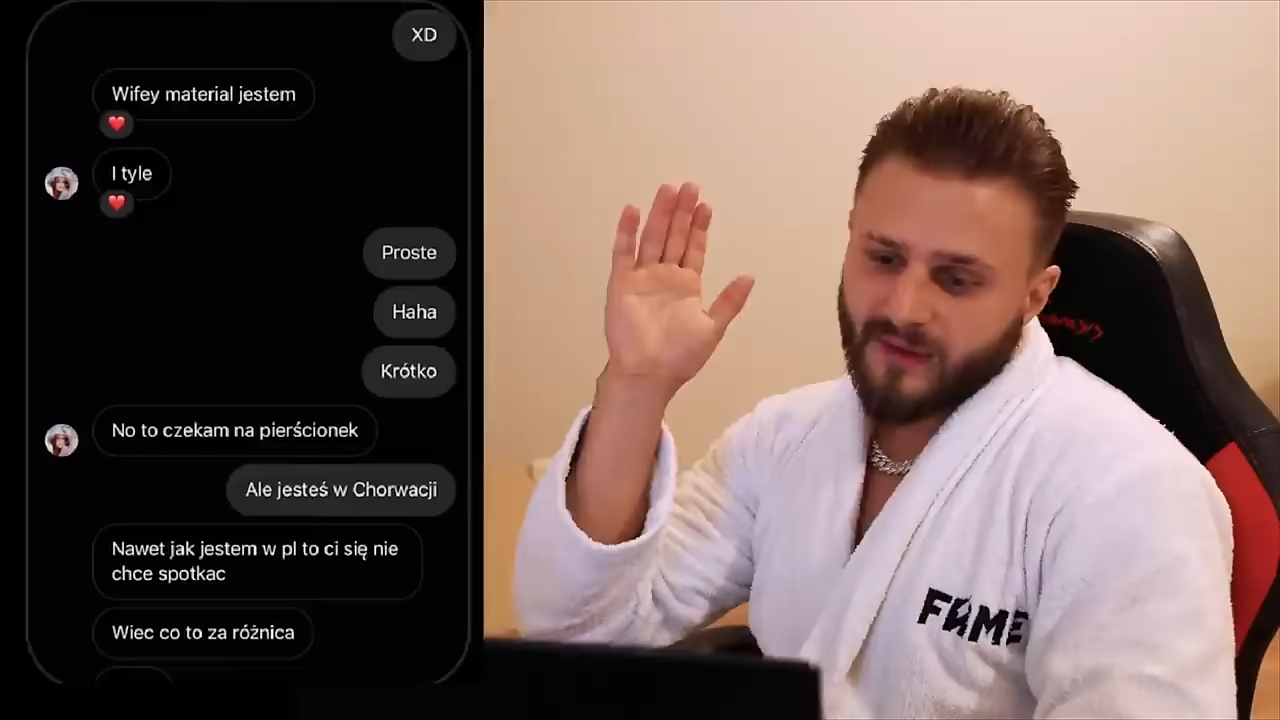 XD
Wifey material jestem
I tyle
Proste
Haha
Krótko
No to czekam na pierścionek
Ale jesteś w Chorwacji
Nawet jak jestem w pl to ci się nie
chce spotkac
Wiec co to za różnica
FAME